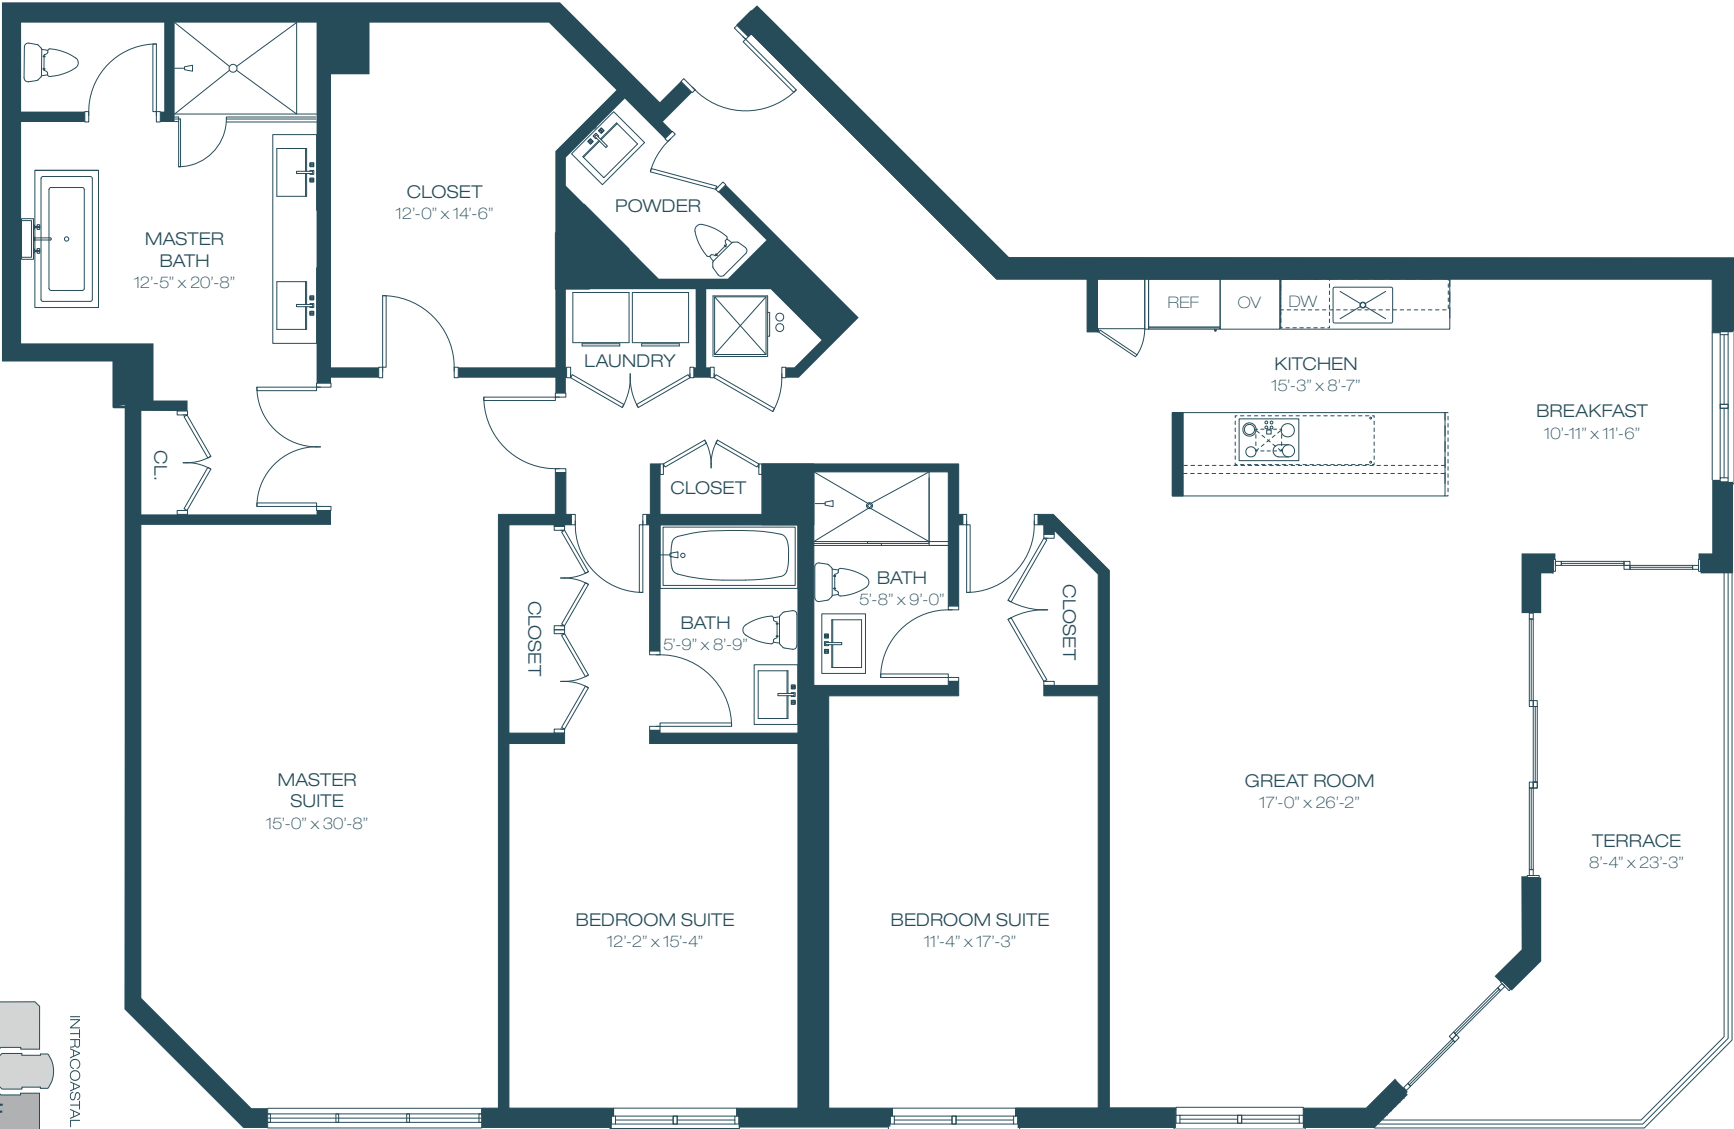 CLOSET
12'-0" x 14'-6"
POWDER
MASTER
BATH
12'-5" x 20'-8"
REF
OV
DW
LAUNDRY
KITCHEN
15'-3" x 8'-7"
BREAKFAST
10'-11" x 11'-6"
CL.
CLOSET
BATH
5'-8" x 9'-0"
CLOSET
CLOSET
BATH
5'-9" x 8'-9"
MASTER
SUITE
15'-0" x 30'-8"
GREAT ROOM
17'-0" x 26'-2"
TERRACE
8'-4" x 23'-3"
BEDROOM SUITE
12'-2" x 15'-4"
BEDROOM SUITE
11'-4" x 17'-3"
INTRACOASTAL